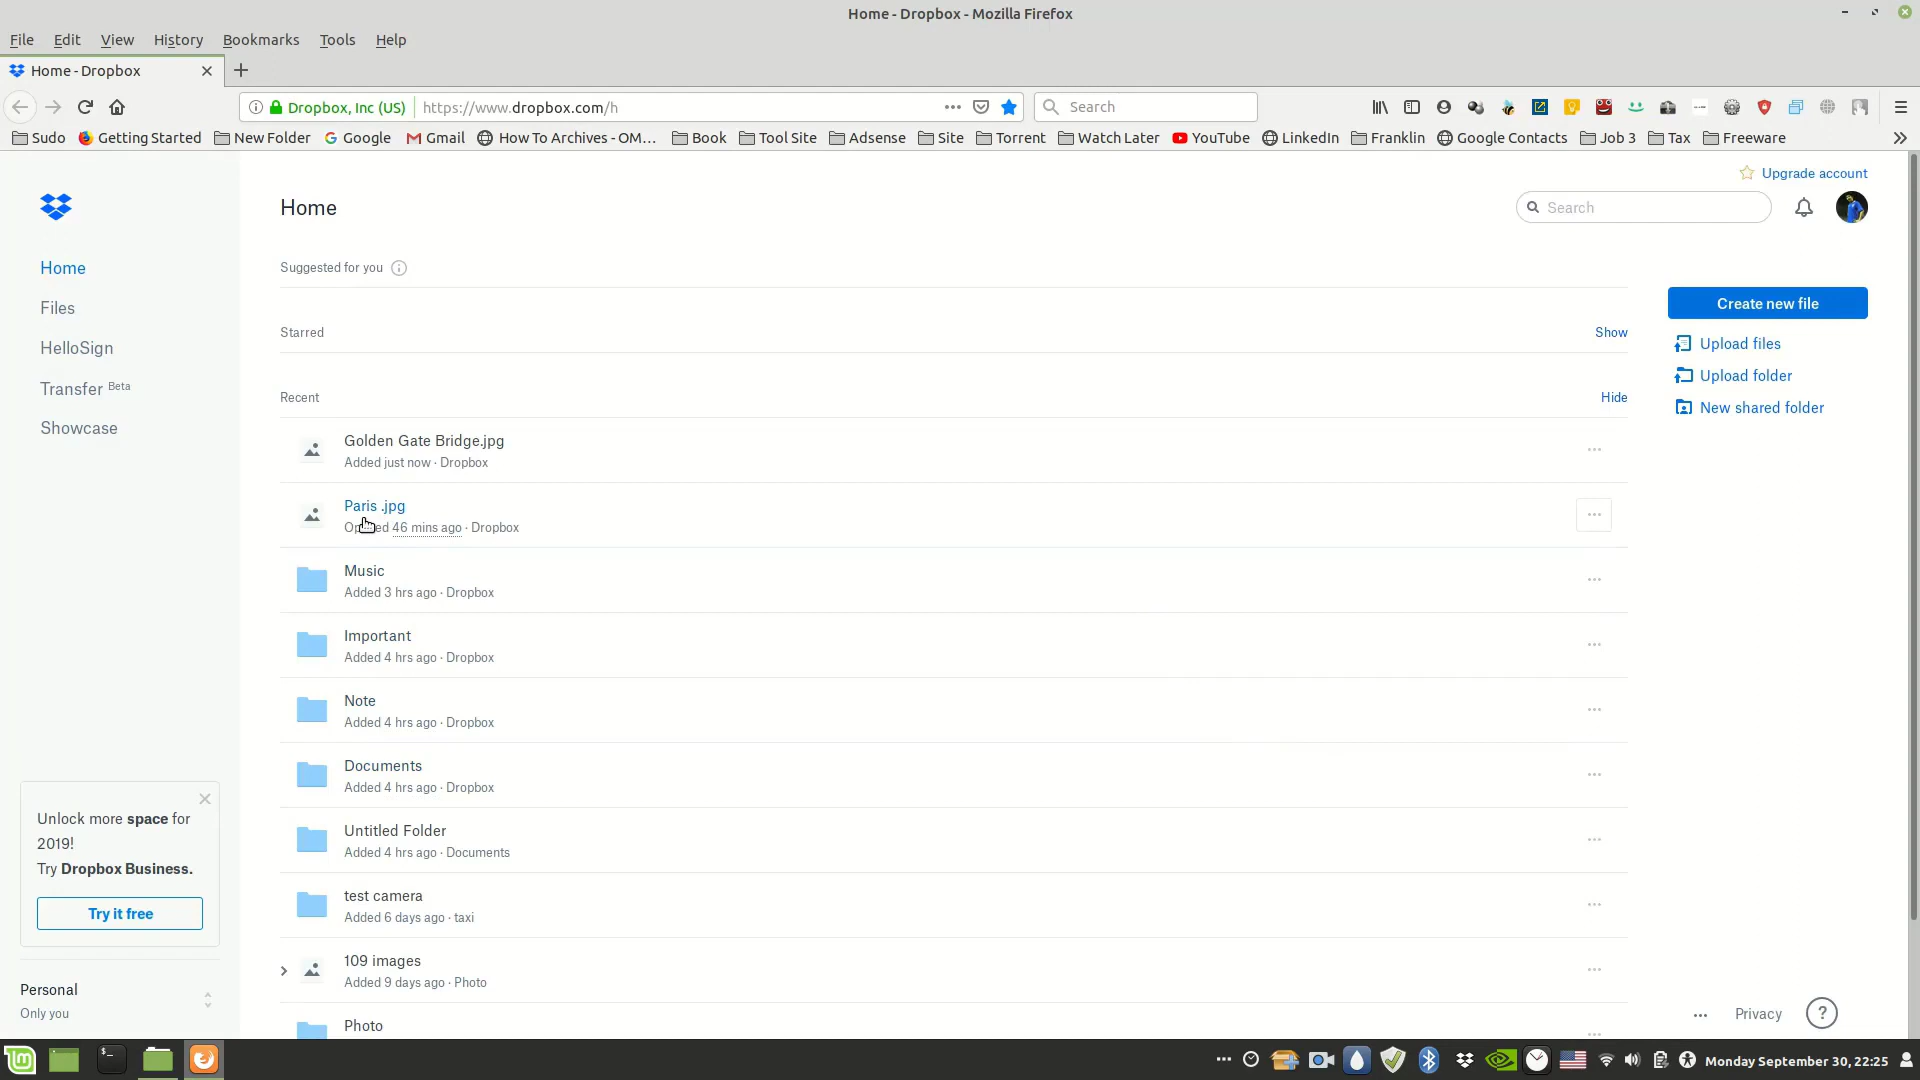 Home - Dropbox - Mozilla Firefox
File Edit View History Bookmarks Tools Help
Home - Dropbox
Dropbox, Inc (US) https://www.dropbox.com/h Search
Sudo Getting Started New Folder Google Gmail How To Archives - OM... Book Tool Site Adsense Site Torrent Watch Later YouTube LinkedIn Franklin Google Contacts Job 3 Tax Freeware
Upgrade account
Home
Search
Home
Files
HelloSign
Transfer Beta
Showcase
Suggested for you
Starred Show
Recent Hide
Golden Gate Bridge.jpg
Added just now · Dropbox
Paris .jpg
46 mins ago · Dropbox
Music
Added 3 hrs ago · Dropbox
Important
Added 4 hrs ago · Dropbox
Note
Added 4 hrs ago · Dropbox
Documents
Added 4 hrs ago · Dropbox
Untitled Folder
Added 4 hrs ago · Documents
test camera
Added 6 days ago · taxi
109 images
Added 9 days ago · Photo
Photo
Create new file
Upload files
Upload folder
New shared folder
Unlock more space for
2019!
Try Dropbox Business.
Try it free
Personal
Only you
Privacy
?
Monday September 30, 22:25